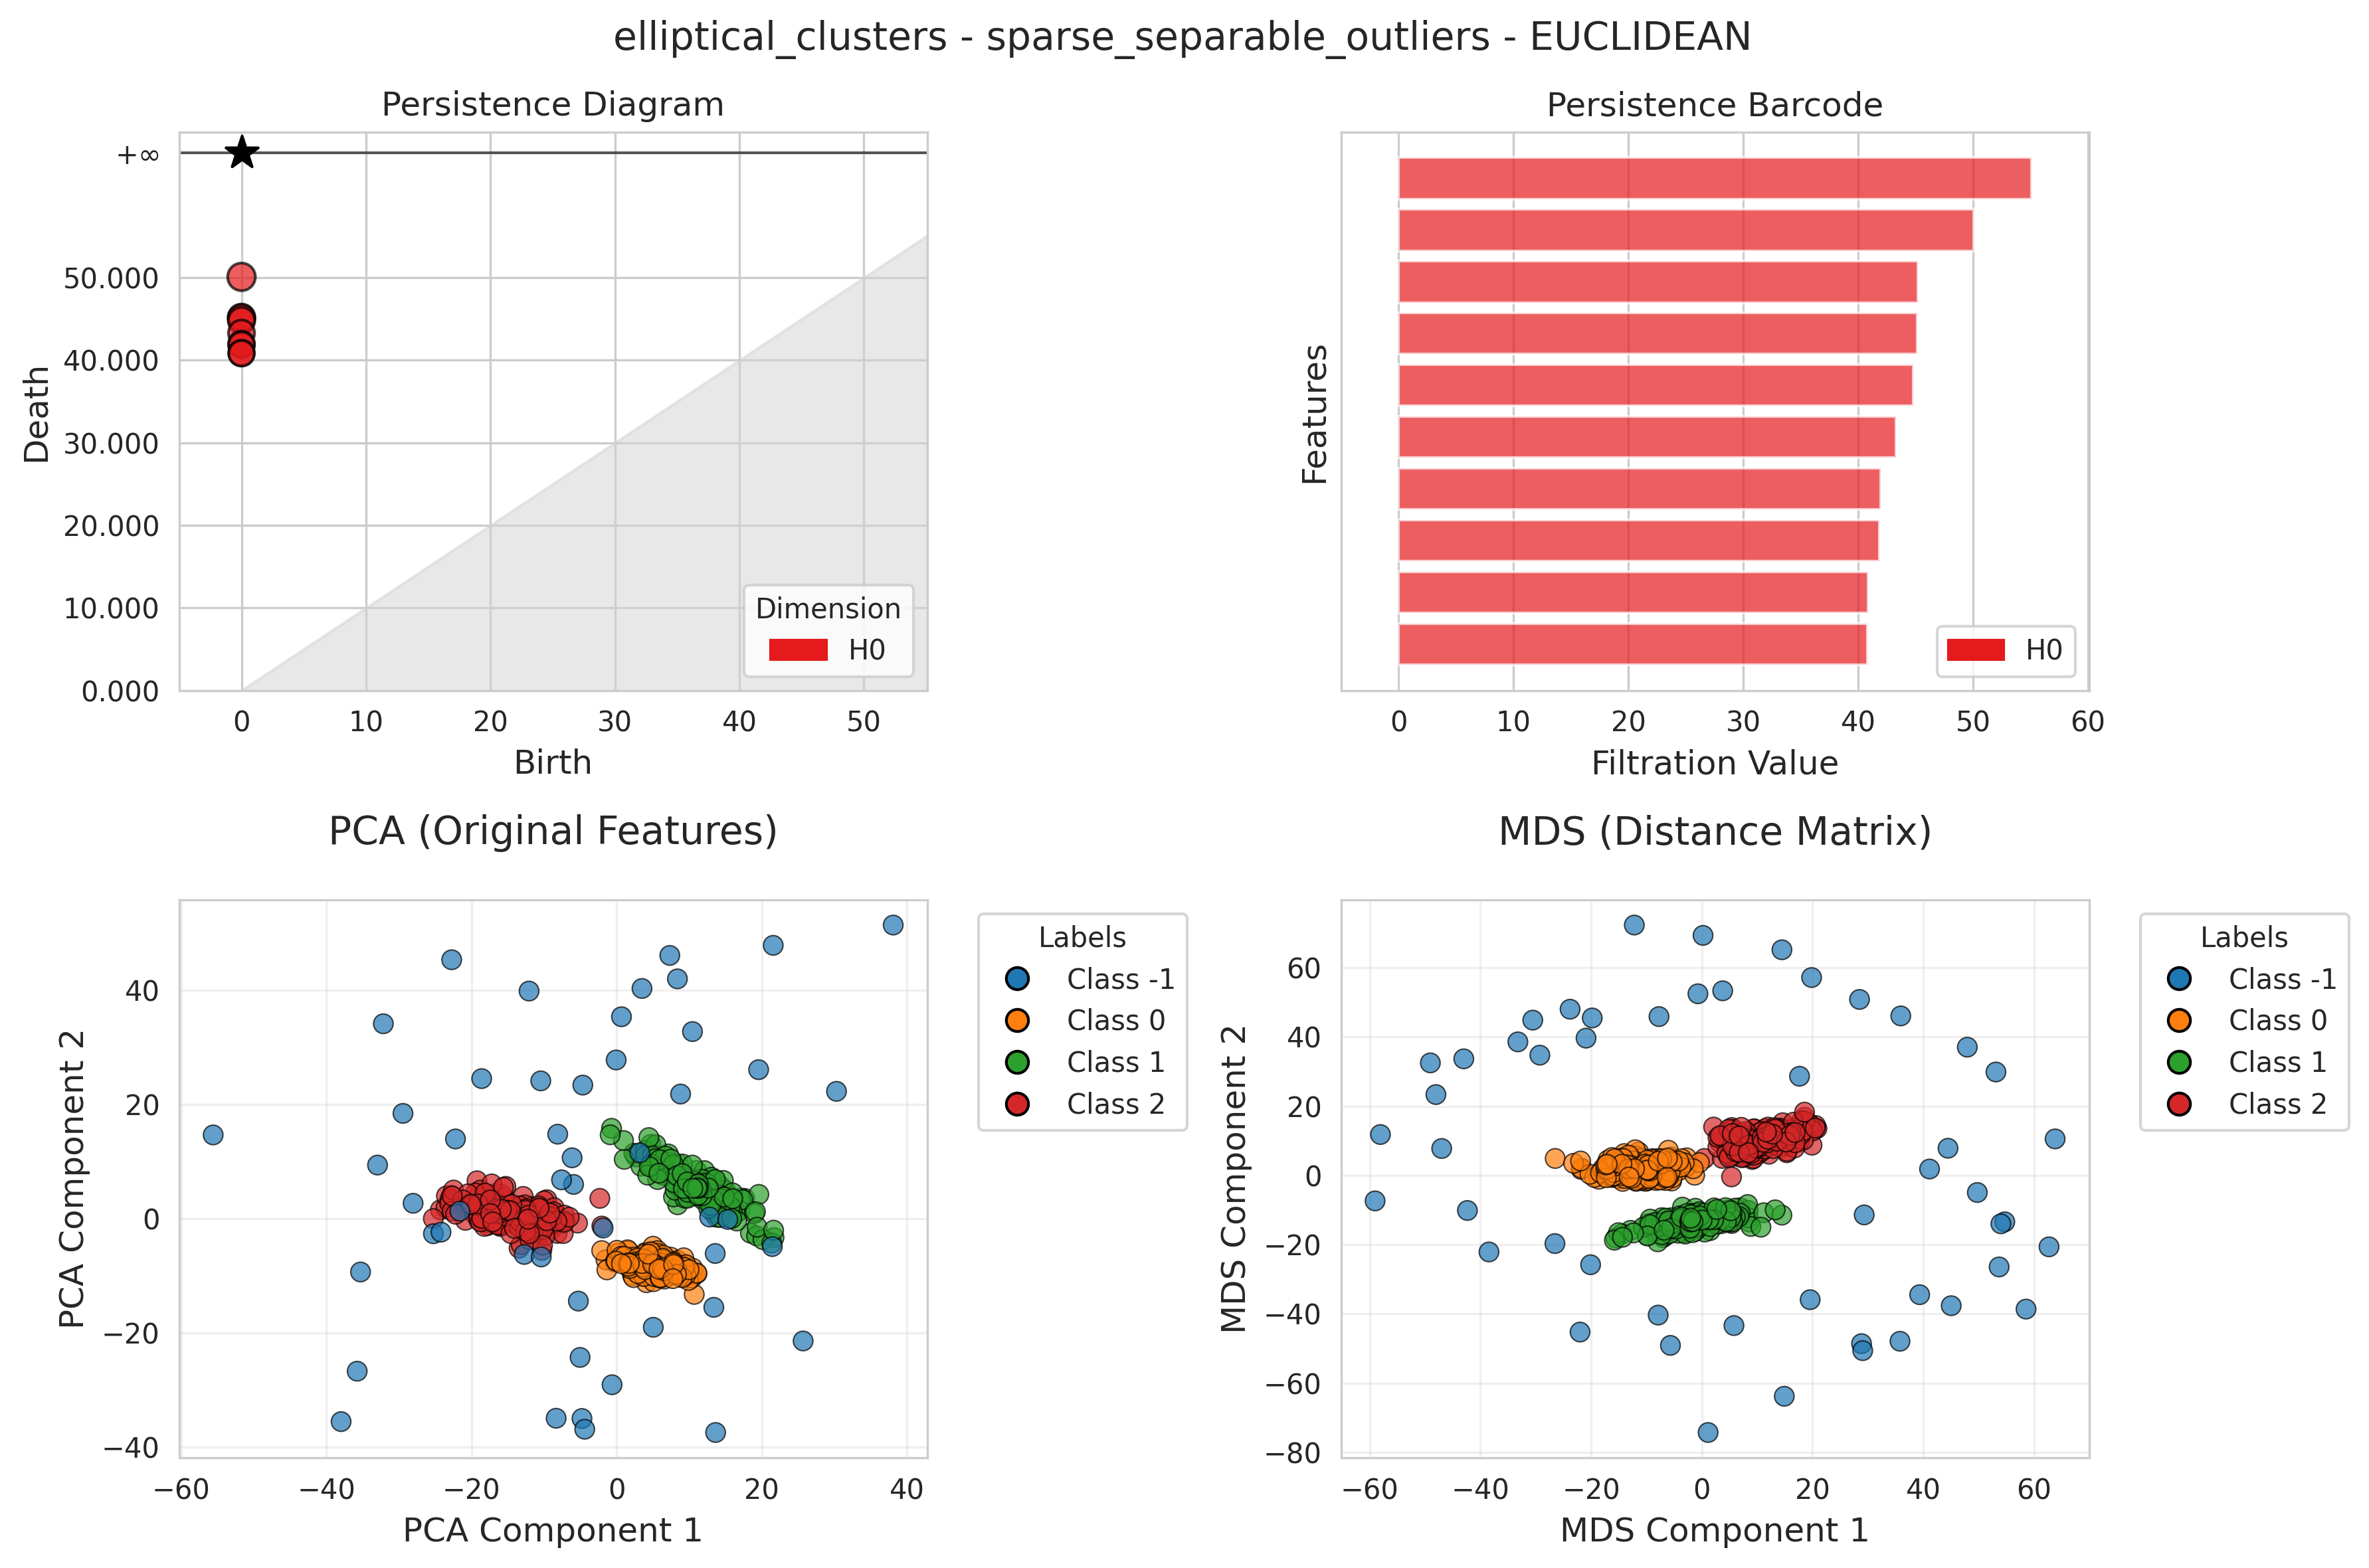 elliptical_clusters - sparse_separable_outliers - EUCLIDEAN
Persistence Diagram
+∞
50.000
40.000
30.000
20.000
10.000
0.000
Death
0 10 20 30 40 50
Birth
Dimension
H0
Persistence Barcode
Features
0 10 20 30 40 50 60
Filtration Value
H0
PCA (Original Features)
40
20
0
−20
−40
PCA Component 2
−60 −40 −20 0 20 40
PCA Component 1
Labels
Class -1
Class 0
Class 1
Class 2
MDS (Distance Matrix)
60
40
20
0
−20
−40
−60
−80
MDS Component 2
−60 −40 −20 0 20 40 60
MDS Component 1
Labels
Class -1
Class 0
Class 1
Class 2